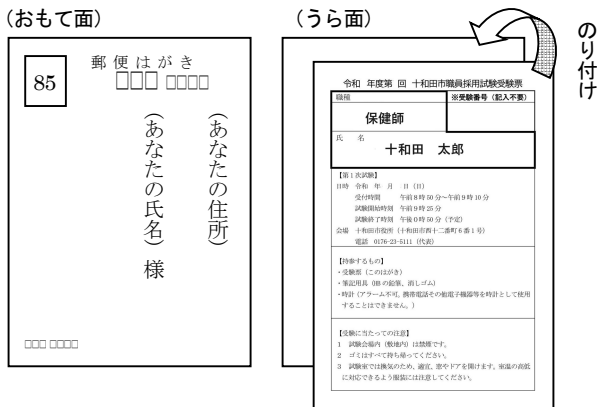 (おもて面)
85
郵便はがき
□□□ □□□□
(あなたの住所)
(あなたの氏名) 様
□□□ □□□□
(うら面)
のり付け
令和 年度第 回 十和田市職員採用試験受験票
職種
※受験番号(記入不要)
保健師
氏 名
十和田 太郎
【第1次試験】
日時 令和 年 月 日(日)
受付時間 午前8時50分~午前9時10分
試験開始時刻 午前9時25分
試験終了時刻 午後0時50分(予定)
会場 十和田市役所(十和田市西十二番町6番1号)
電話 0176-23-5111(代表)
【持参するもの】
・受験票(このはがき)
・筆記用具(HBの鉛筆、消しゴム)
・時計(アラーム不可。携帯電話その他電子機器等を時計として使用
することはできません。)
【受験に当たっての注意】
1 試験会場内(敷地内)は禁煙です。
2 ゴミはすべて持ち帰ってください。
3 試験室では換気のため、適宜、窓やドアを開けます。室温の高低
に対応できるよう服装には注意してください。